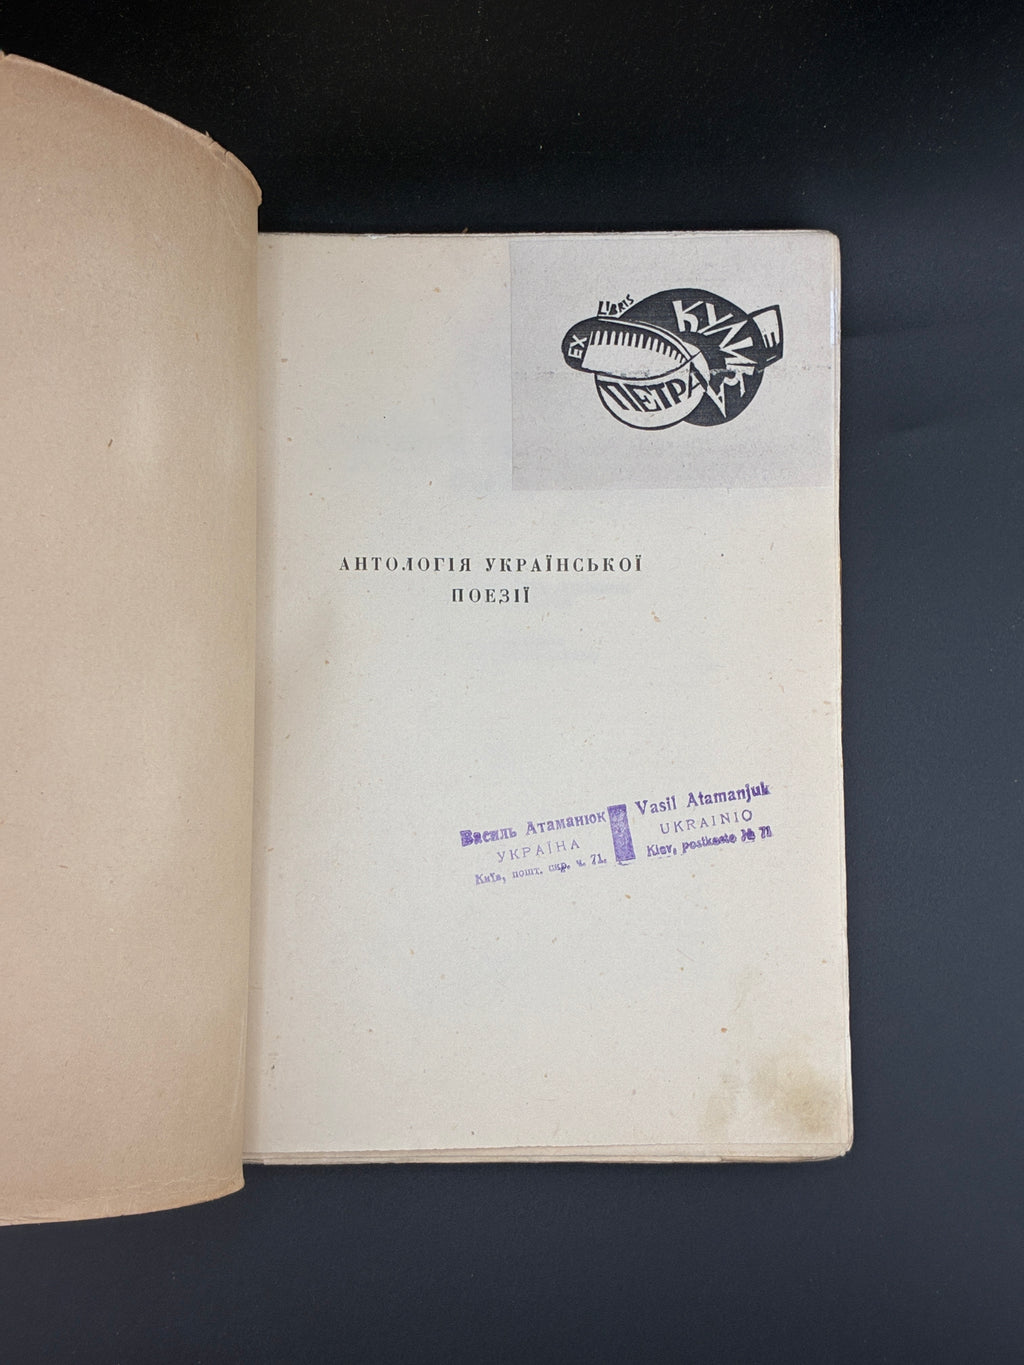 EX LIBRIS
ПЕТРА
КУЛИКА
АНТОЛОГІЯ УКРАЇНСЬКОЇ
ПОЕЗІЇ
Василь Атаманюк
УКРАЇНА
Київ, пошт. скр. ч. 71.
Vasil Atamanjuk
UKRAINIO
Kiev, postkesto № 71